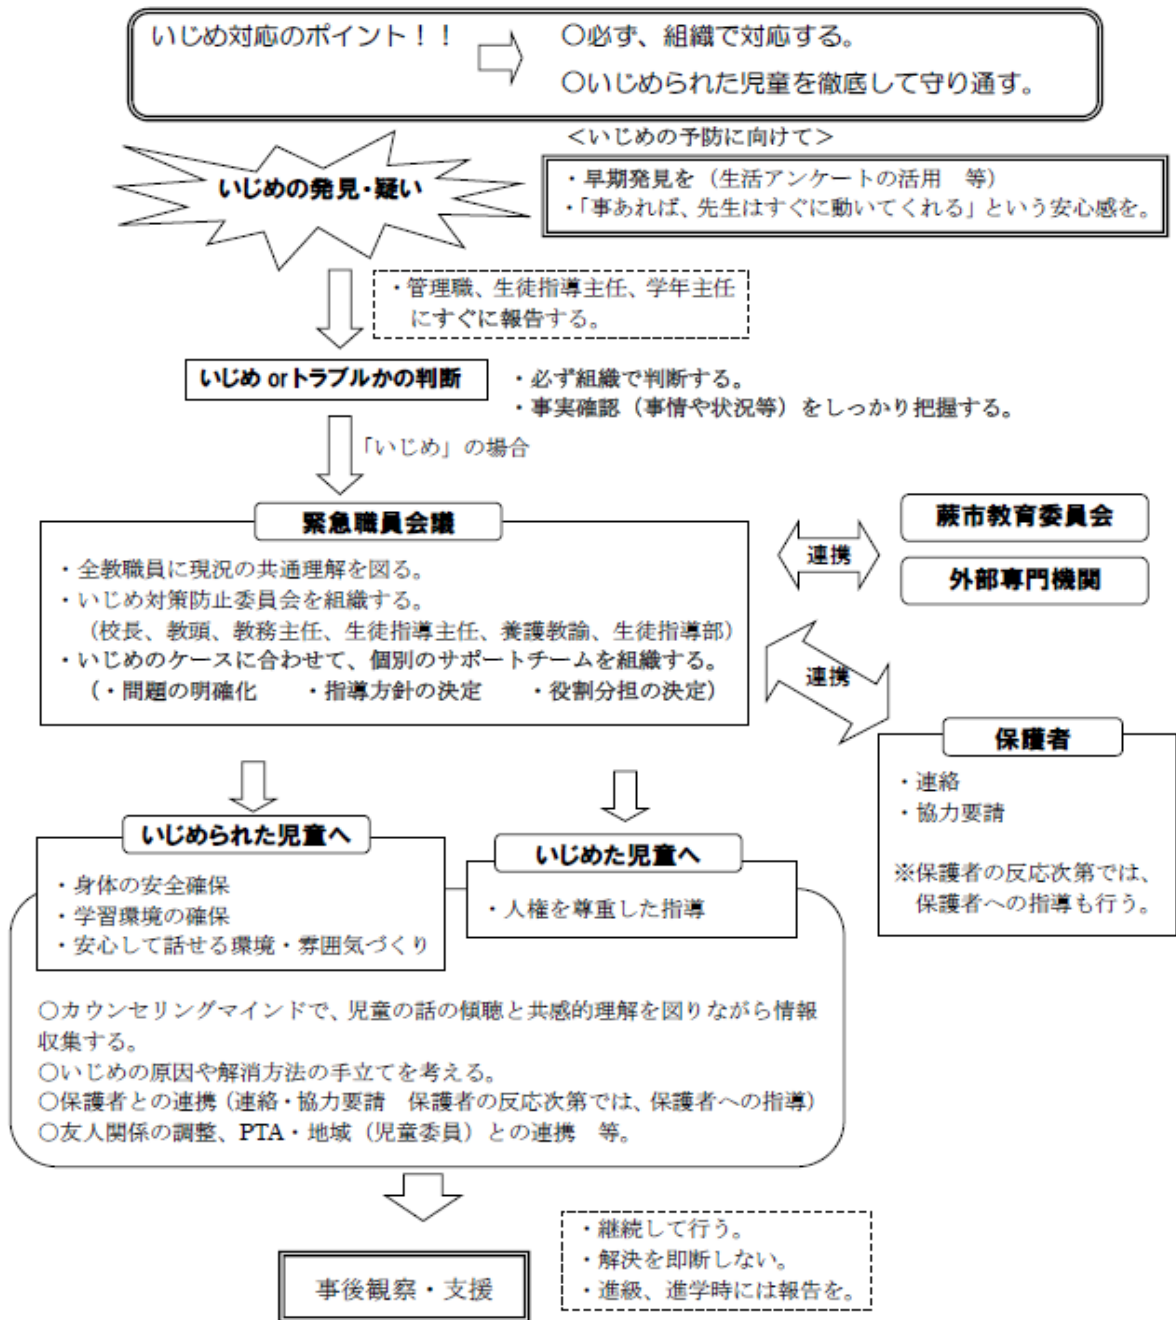 いじめ対応のポイント！！
○必ず、組織で対応する。
○いじめられた児童を徹底して守り通す。
＜いじめの予防に向けて＞
いじめの発見・疑い
・早期発見を（生活アンケートの活用　等）
・「事あれば、先生はすぐに動いてくれる」という安心感を。
・管理職、生徒指導主任、学年主任
にすぐに報告する。
いじめ orトラブルかの判断
・必ず組織で判断する。
・事実確認（事情や状況等）をしっかり把握する。
「いじめ」の場合
緊急職員会議
・全教職員に現況の共通理解を図る。
・いじめ対策防止委員会を組織する。
（校長、教頭、教務主任、生徒指導主任、養護教諭、生徒指導部）
・いじめのケースに合わせて、個別のサポートチームを組織する。
（・問題の明確化　　・指導方針の決定　　・役割分担の決定）
連携
蕨市教育委員会
外部専門機関
連携
保護者
・連絡
・協力要請
※保護者の反応次第では、
保護者への指導も行う。
いじめられた児童へ
・身体の安全確保
・学習環境の確保
・安心して話せる環境・雰囲気づくり
いじめた児童へ
・人権を尊重した指導
○カウンセリングマインドで、児童の話の傾聴と共感的理解を図りながら情報
収集する。
○いじめの原因や解消方法の手立てを考える。
○保護者との連携（連絡・協力要請　保護者の反応次第では、保護者への指導）
○友人関係の調整、PTA・地域（児童委員）との連携　等。
事後観察・支援
・継続して行う。
・解決を即断しない。
・進級、進学時には報告を。